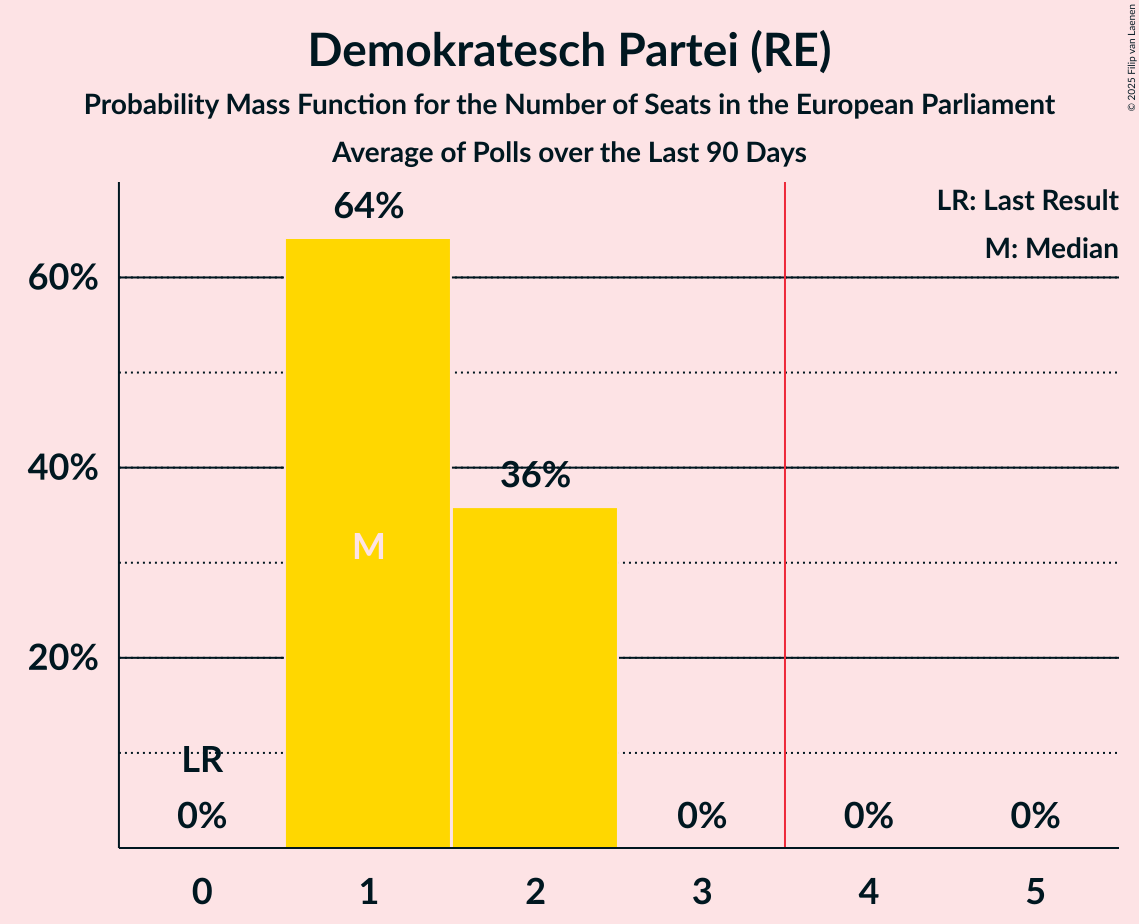 Demokratesch Partei (RE)
Probability Mass Function for the Number of Seats in the European Parliament
Average of Polls over the Last 90 Days
© 2025 Filip van Laenen
LR: Last Result
M: Median
64%
60%
40%
36%
M
20%
LR
0%
0%
0%
0%
0
1
2
3
4
5